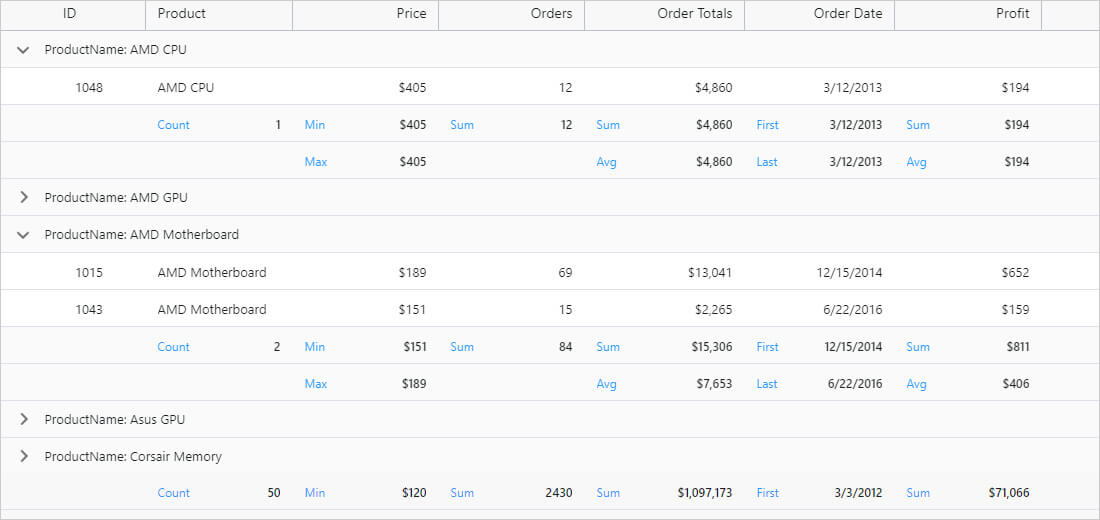 ID Product Price Orders Order Totals Order Date Profit
ProductName: AMD CPU
1048 AMD CPU $405 12 $4,860 3/12/2013 $194
Count 1 Min $405 Sum 12 Sum $4,860 First 3/12/2013 Sum $194
Max $405 Avg $4,860 Last 3/12/2013 Avg $194
ProductName: AMD GPU
ProductName: AMD Motherboard
1015 AMD Motherboard $189 69 $13,041 12/15/2014 $652
1043 AMD Motherboard $151 15 $2,265 6/22/2016 $159
Count 2 Min $151 Sum 84 Sum $15,306 First 12/15/2014 Sum $811
Max $189 Avg $7,653 Last 6/22/2016 Avg $406
ProductName: Asus GPU
ProductName: Corsair Memory
Count 50 Min $120 Sum 2430 Sum $1,097,173 First 3/3/2012 Sum $71,066